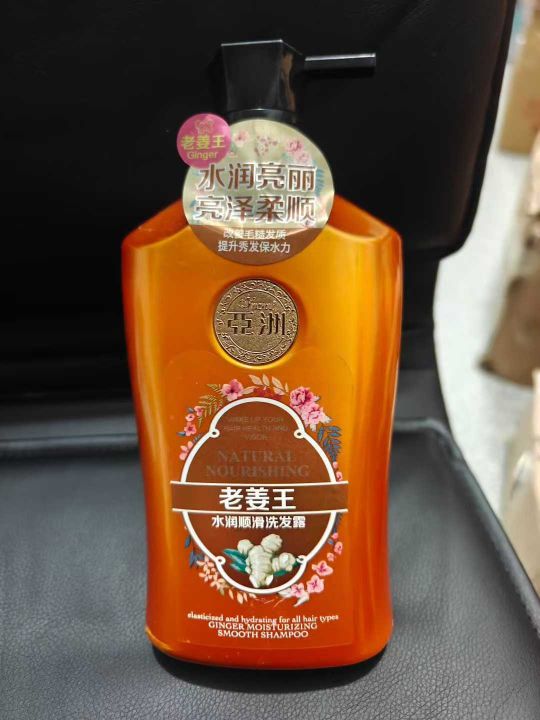 老姜王
Ginger
水润亮丽
亮泽柔顺
改善毛糙发质
提升秀发保水力
亞洲
WAKE UP YOUR
HAIR HEALTH AND
VIGOR
NATURAL
NOURISHING
老姜王
水润顺滑洗发露
elasticized and hydrating for all hair types
GINGER MOISTURIZING
SMOOTH SHAMPOO